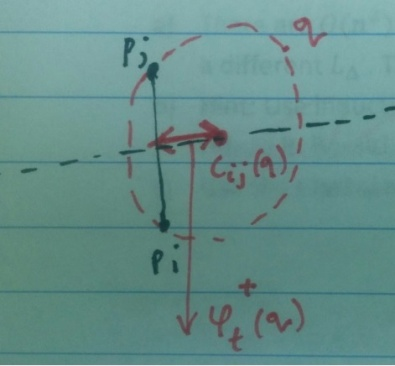 q
Pj
Cij(q)
Pi
φt+(q)